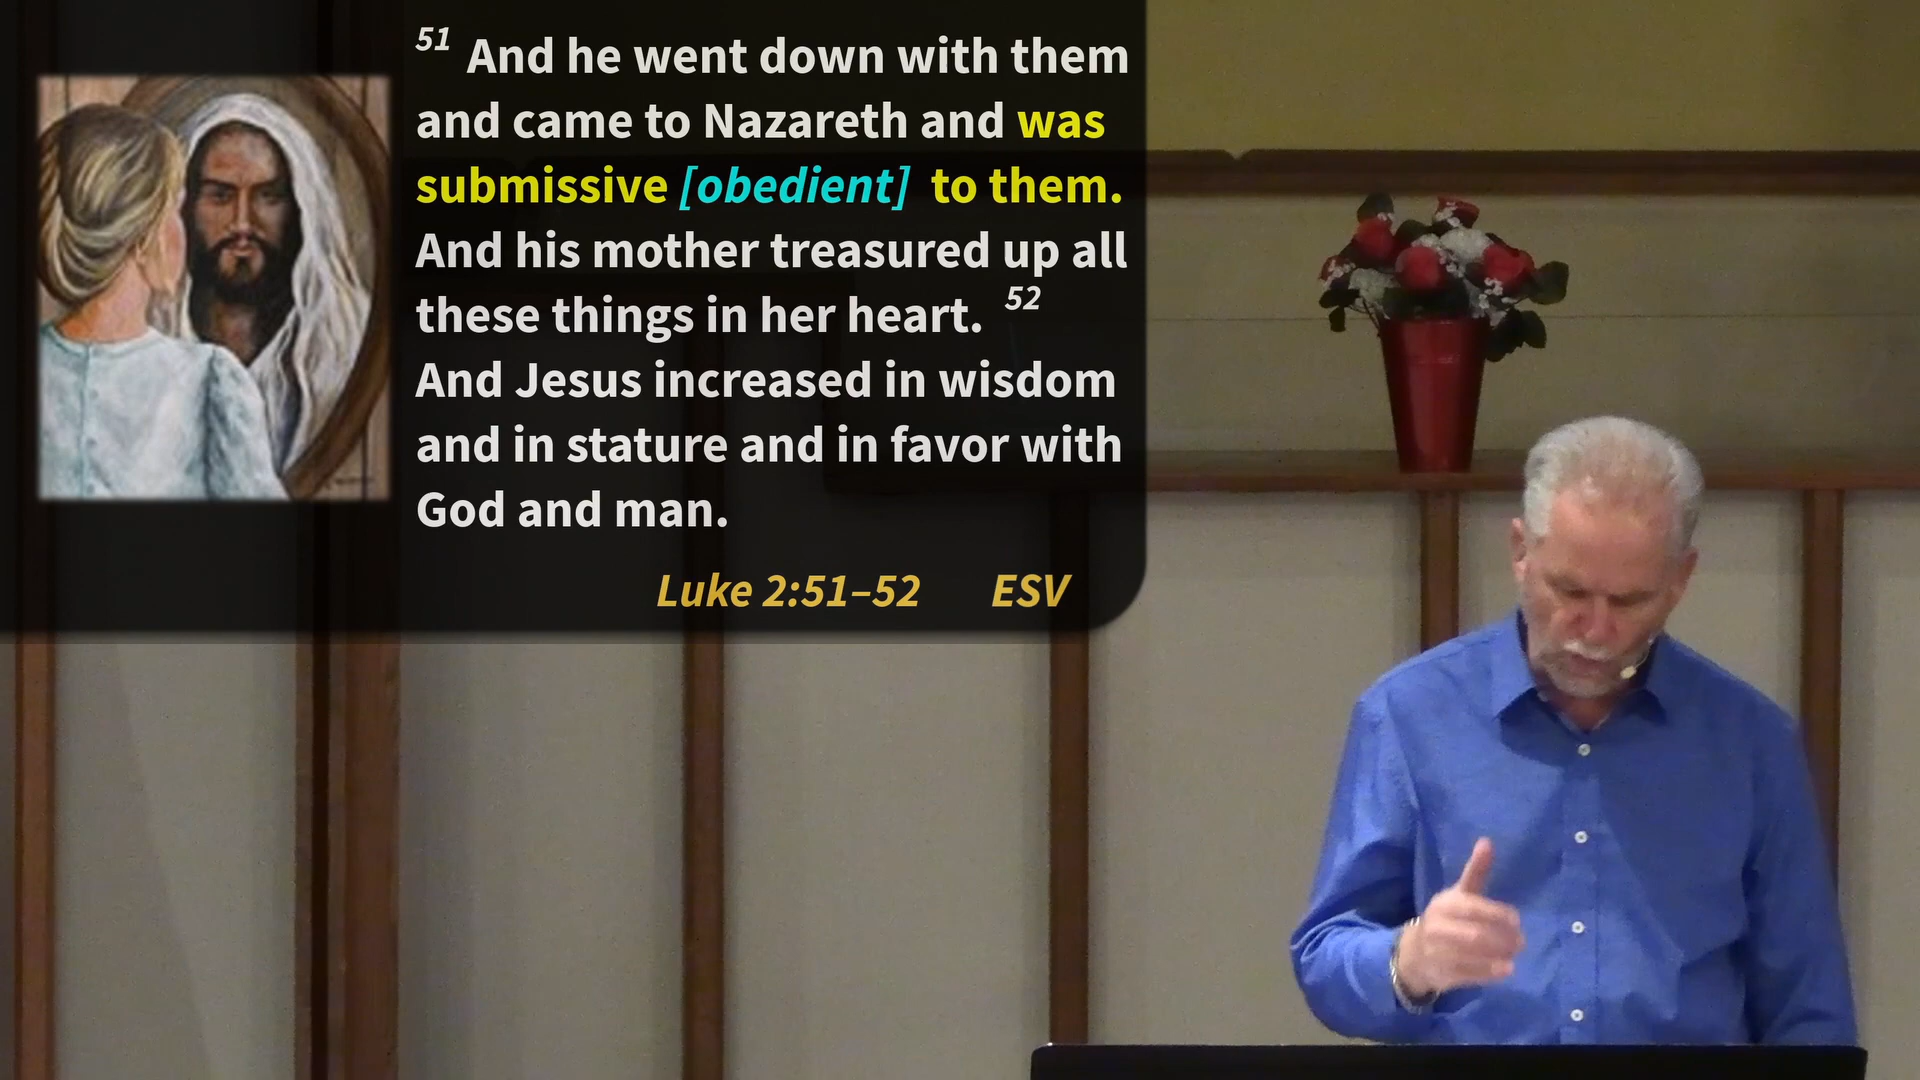 51 And he went down with them
and came to Nazareth and was
submissive [obedient] to them.
And his mother treasured up all
these things in her heart. 52
And Jesus increased in wisdom
and in stature and in favor with
God and man.
Luke 2:51–52 ESV